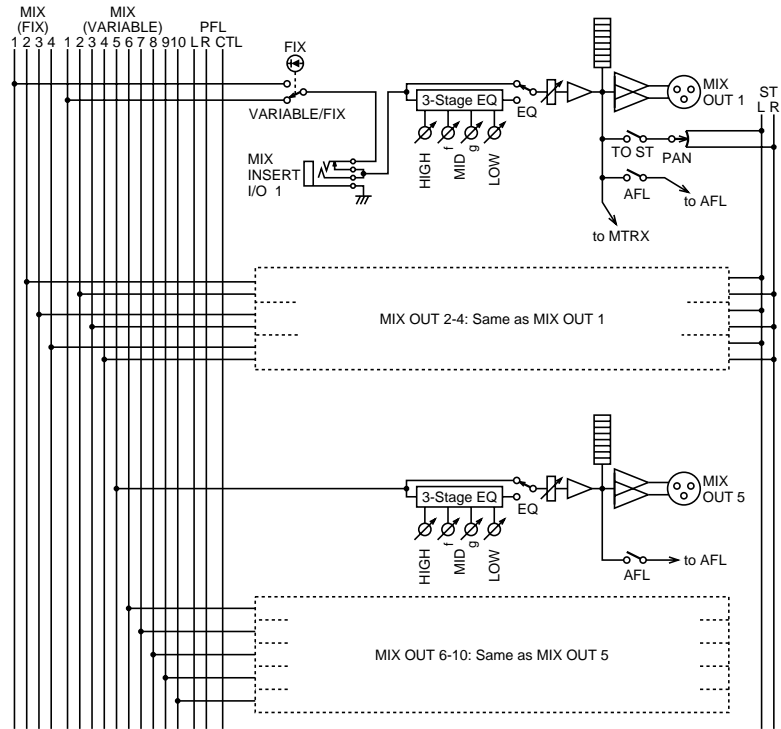 MIX
(FIX)
MIX
(VARIABLE)
PFL
1 2 3 4 1 2 3 4 5 6 7 8 9 10 L R CTL
FIX
VARIABLE/FIX
MIX
INSERT
I/O 1
3-Stage EQ
EQ
HIGH
f
MID
g
LOW
MIX
OUT 1
ST
L R
TO ST
PAN
AFL
to AFL
to MTRX
MIX OUT 2-4: Same as MIX OUT 1
3-Stage EQ
EQ
HIGH
f
MID
g
LOW
MIX
OUT 5
AFL
to AFL
MIX OUT 6-10: Same as MIX OUT 5